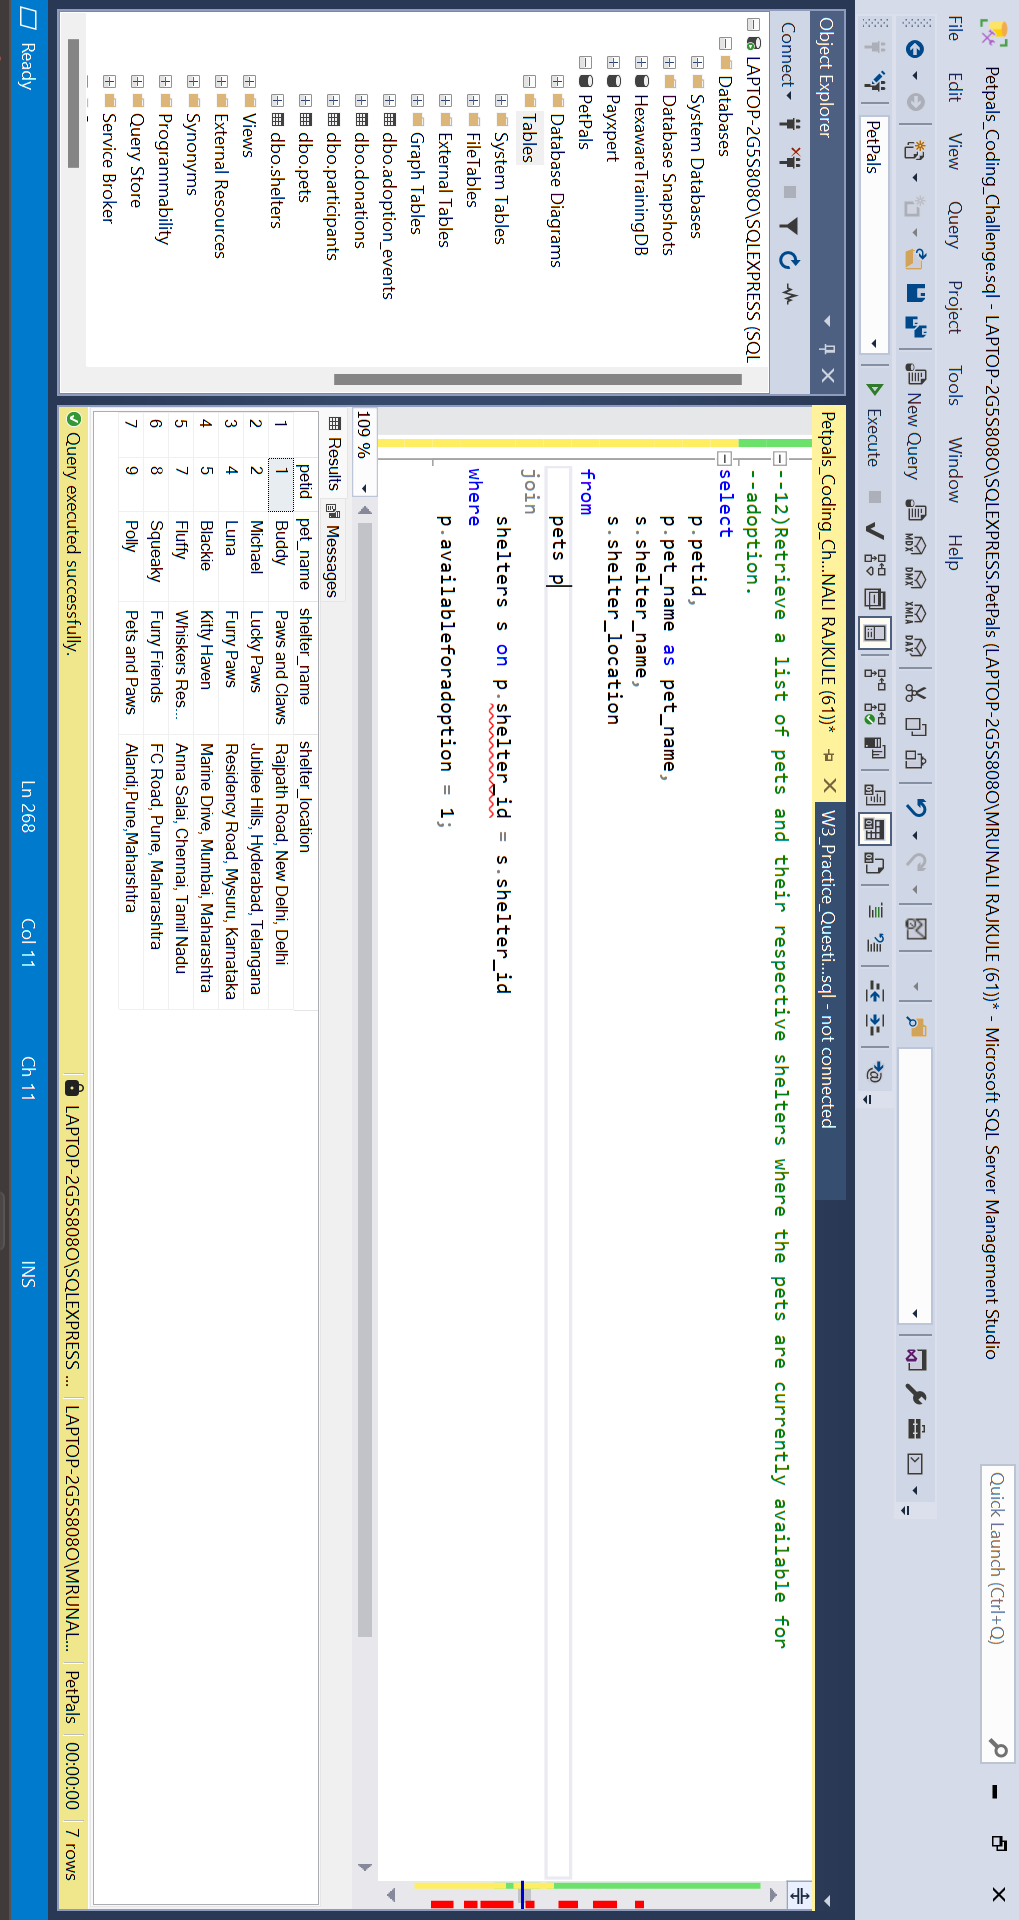 Petpals_Coding_Challenge.sql - LAPTOP-2G5S808O\SQLEXPRESS.PetPals (LAPTOP-2G5S808O\MRUNALI RAJKULE (61))* - Microsoft SQL Server Management Studio
Quick Launch (Ctrl+Q)
File Edit View Query Project Tools Window Help
New Query
MDX DMX XMLA DAX
PetPals
Execute
Object Explorer
Connect
LAPTOP-2G5S808O\SQLEXPRESS (SQL
Databases
System Databases
Database Snapshots
HexawareTrainingDB
Payxpert
PetPals
Database Diagrams
Tables
System Tables
FileTables
External Tables
Graph Tables
dbo.adoption_events
dbo.donations
dbo.participants
dbo.pets
dbo.shelters
Views
External Resources
Synonyms
Programmability
Query Store
Service Broker
Petpals_Coding_Ch...NALI RAJKULE (61))*
W3_Practice_Questi...sql - not connected
--12)Retrieve a list of pets and their respective shelters where the pets are currently available for
--adoption.
select
p.petid,
p.pet_name as pet_name,
s.shelter_name,
s.shelter_location
from
pets p
join
shelters s on p.shelter_id = s.shelter_id
where
p.availableforadoption = 1;
109 %
Results Messages
petid pet_name shelter_name shelter_location
1 1 Buddy Paws and Claws Rajpath Road, New Delhi, Delhi
2 2 Michael Lucky Paws Jubilee Hills, Hyderabad, Telangana
3 4 Luna Furry Paws Residency Road, Mysuru, Karnataka
4 5 Blackie Kitty Haven Marine Drive, Mumbai, Maharashtra
5 7 Fluffy Whiskers Res... Anna Salai, Chennai, Tamil Nadu
6 8 Squeaky Furry Friends FC Road, Pune, Maharashtra
7 9 Polly Pets and Paws Alandi,Pune,Maharshtra
Query executed successfully.
LAPTOP-2G5S808O\SQLEXPRESS ... LAPTOP-2G5S808O\MRUNAL... PetPals 00:00:00 7 rows
Ready Ln 268 Col 11 Ch 11 INS